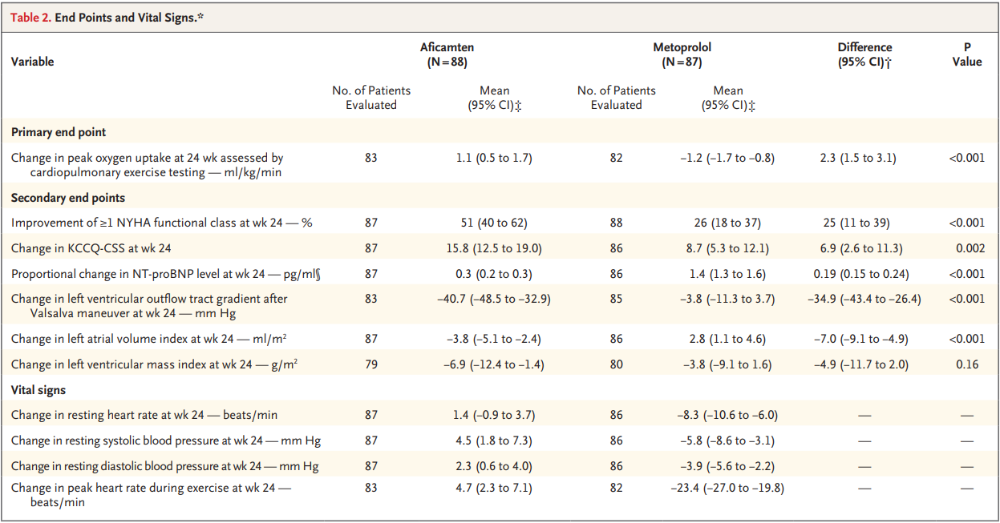 Table 2. End Points and Vital Signs.*
Variable Aficamten (N=88) Metoprolol (N=87) Difference (95% CI)† P Value
No. of Patients Evaluated Mean (95% CI)‡ No. of Patients Evaluated Mean (95% CI)‡
Primary end point
Change in peak oxygen uptake at 24 wk assessed by 83 1.1 (0.5 to 1.7) 82 −1.2 (−1.7 to −0.8) 2.3 (1.5 to 3.1) <0.001
cardiopulmonary exercise testing — ml/kg/min
Secondary end points
Improvement of ≥1 NYHA functional class at wk 24 — % 87 51 (40 to 62) 88 26 (18 to 37) 25 (11 to 39) <0.001
Change in KCCQ-CSS at wk 24 87 15.8 (12.5 to 19.0) 86 8.7 (5.3 to 12.1) 6.9 (2.6 to 11.3) 0.002
Proportional change in NT-proBNP level at wk 24 — pg/ml§ 87 0.3 (0.2 to 0.3) 86 1.4 (1.3 to 1.6) 0.19 (0.15 to 0.24) <0.001
Change in left ventricular outflow tract gradient after 83 −40.7 (−48.5 to −32.9) 85 −3.8 (−11.3 to 3.7) −34.9 (−43.4 to −26.4) <0.001
Valsalva maneuver at wk 24 — mm Hg
Change in left atrial volume index at wk 24 — ml/m² 87 −3.8 (−5.1 to −2.4) 86 2.8 (1.1 to 4.6) −7.0 (−9.1 to −4.9) <0.001
Change in left ventricular mass index at wk 24 — g/m² 79 −6.9 (−12.4 to −1.4) 80 −3.8 (−9.1 to 1.6) −4.9 (−11.7 to 2.0) 0.16
Vital signs
Change in resting heart rate at wk 24 — beats/min 87 1.4 (−0.9 to 3.7) 86 −8.3 (−10.6 to −6.0) — —
Change in resting systolic blood pressure at wk 24 — mm Hg 87 4.5 (1.8 to 7.3) 86 −5.8 (−8.6 to −3.1) — —
Change in resting diastolic blood pressure at wk 24 — mm Hg 87 2.3 (0.6 to 4.0) 86 −3.9 (−5.6 to −2.2) — —
Change in peak heart rate during exercise at wk 24 — 83 4.7 (2.3 to 7.1) 82 −23.4 (−27.0 to −19.8) — —
beats/min